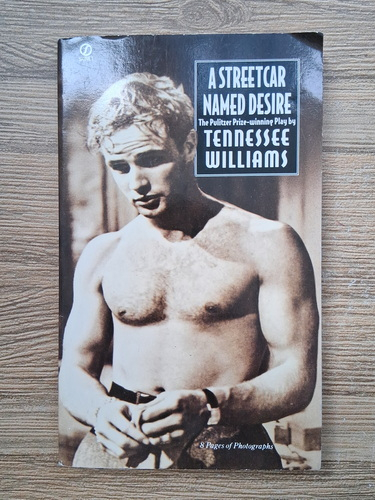 A STREETCAR
NAMED DESIRE
The Pulitzer Prize-winning Play by
TENNESSEE
WILLIAMS
8 Pages of Photographs